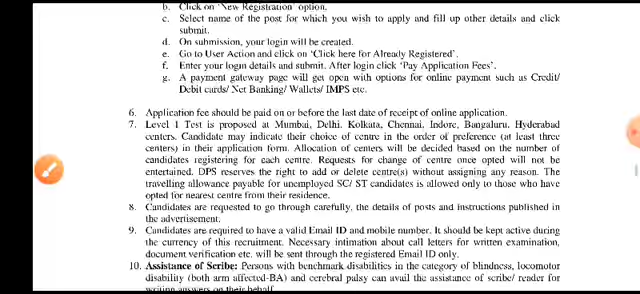 b. Click on 'New Registration' option.
c. Select name of the post for which you wish to apply and fill up other details and click
submit.
d. On submission, your login will be created.
e. Go to User Action and click on 'Click here for Already Registered'.
f. Enter your login details and submit. After login click 'Pay Application Fees'.
g. A payment gateway page will get open with options for online payment such as Credit/
Debit cards/ Net Banking/ Wallets/ IMPS etc.
6. Application fee should be paid on or before the last date of receipt of online application.
7. Level 1 Test is proposed at Mumbai, Delhi, Kolkata, Chennai, Indore, Bangaluru, Hyderabad
centers. Candidate may indicate their choice of centre in the order of preference (at least three
centers) in their application form. Allocation of centers will be decided based on the number of
candidates registering for each centre. Requests for change of centre once opted will not be
entertained. DPS reserves the right to add or delete centre(s) without assigning any reason. The
travelling allowance payable for unemployed SC/ ST candidates is allowed only to those who have
opted for nearest centre from their residence.
8. Candidates are requested to go through carefully, the details of posts and instructions published in
the advertisement.
9. Candidates are required to have a valid Email ID and mobile number. It should be kept active during
the currency of this recruitment. Necessary intimation about call letters for written examination,
document verification etc. will be sent through the registered Email ID only.
10. Assistance of Scribe: Persons with benchmark disabilities in the category of blindness, locomotor
disability (both arm affected-BA) and cerebral palsy can avail the assistance of scribe/ reader for
writing answers on their behalf.